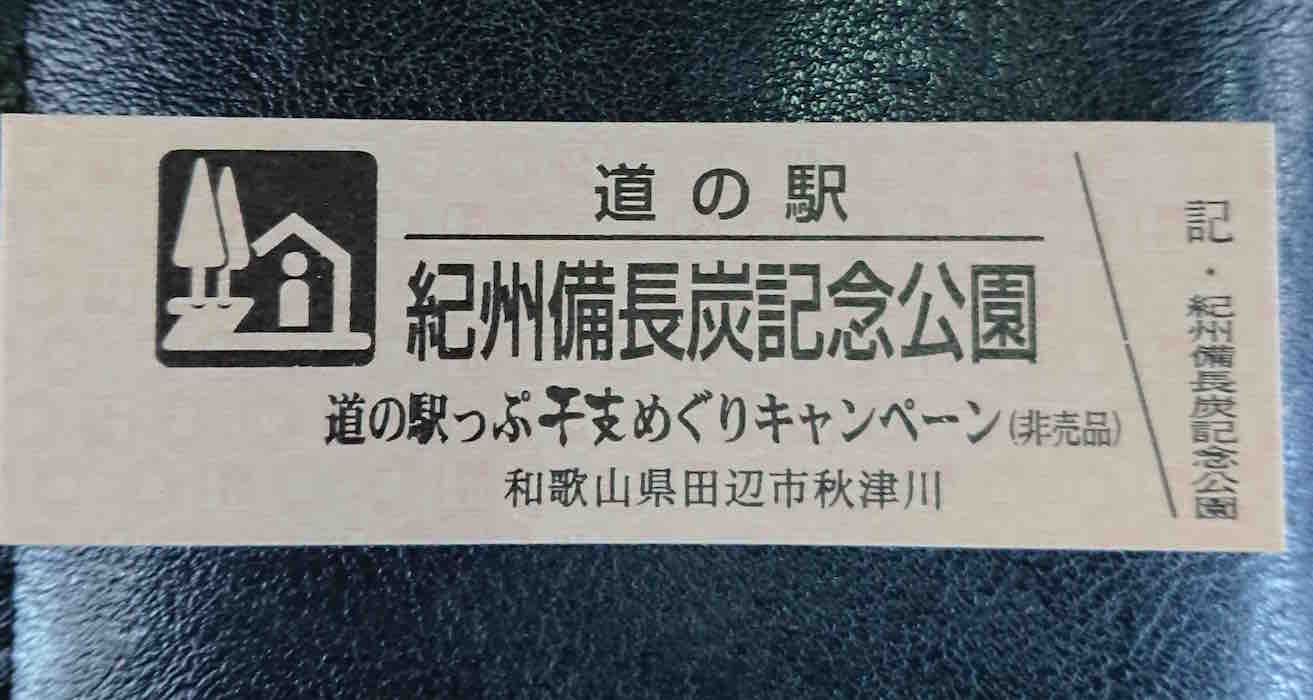 道の駅
紀州備長炭記念公園
道の駅っぷ干支めぐりキャンペーン(非売品)
和歌山県田辺市秋津川
記・紀州備長炭記念公園